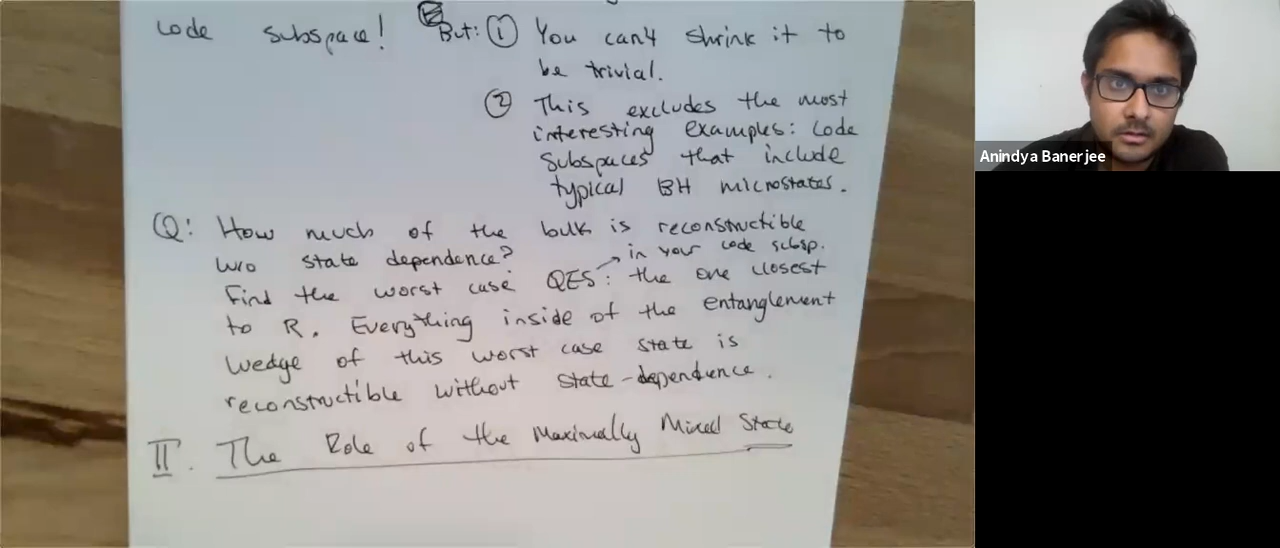 code subspace! But: ① You can't shrink it to
be trivial.
② This excludes the most
interesting examples: code
subspaces that include
typical BH microstates.
Q: How much of the bulk is reconstructible
w/o state dependence? in your code subsp.
Find the worst case QES: the one closest
to R. Everything inside of the entanglement
wedge of this worst case state is
reconstructible without state-dependence.
II. The Role of the Maximally Mixed State
Anindya Banerjee